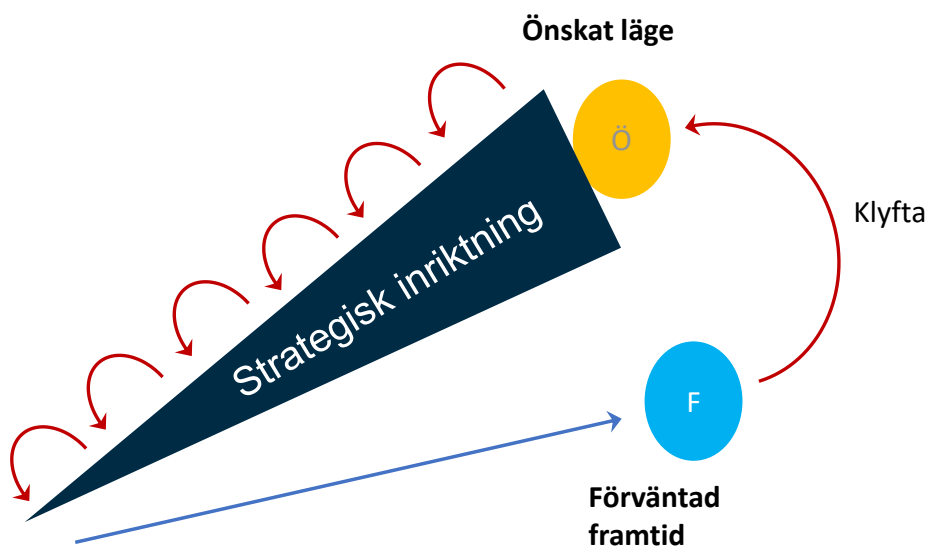 Önskat läge
Ö
Klyfta
Strategisk inriktning
F
Förväntad
framtid